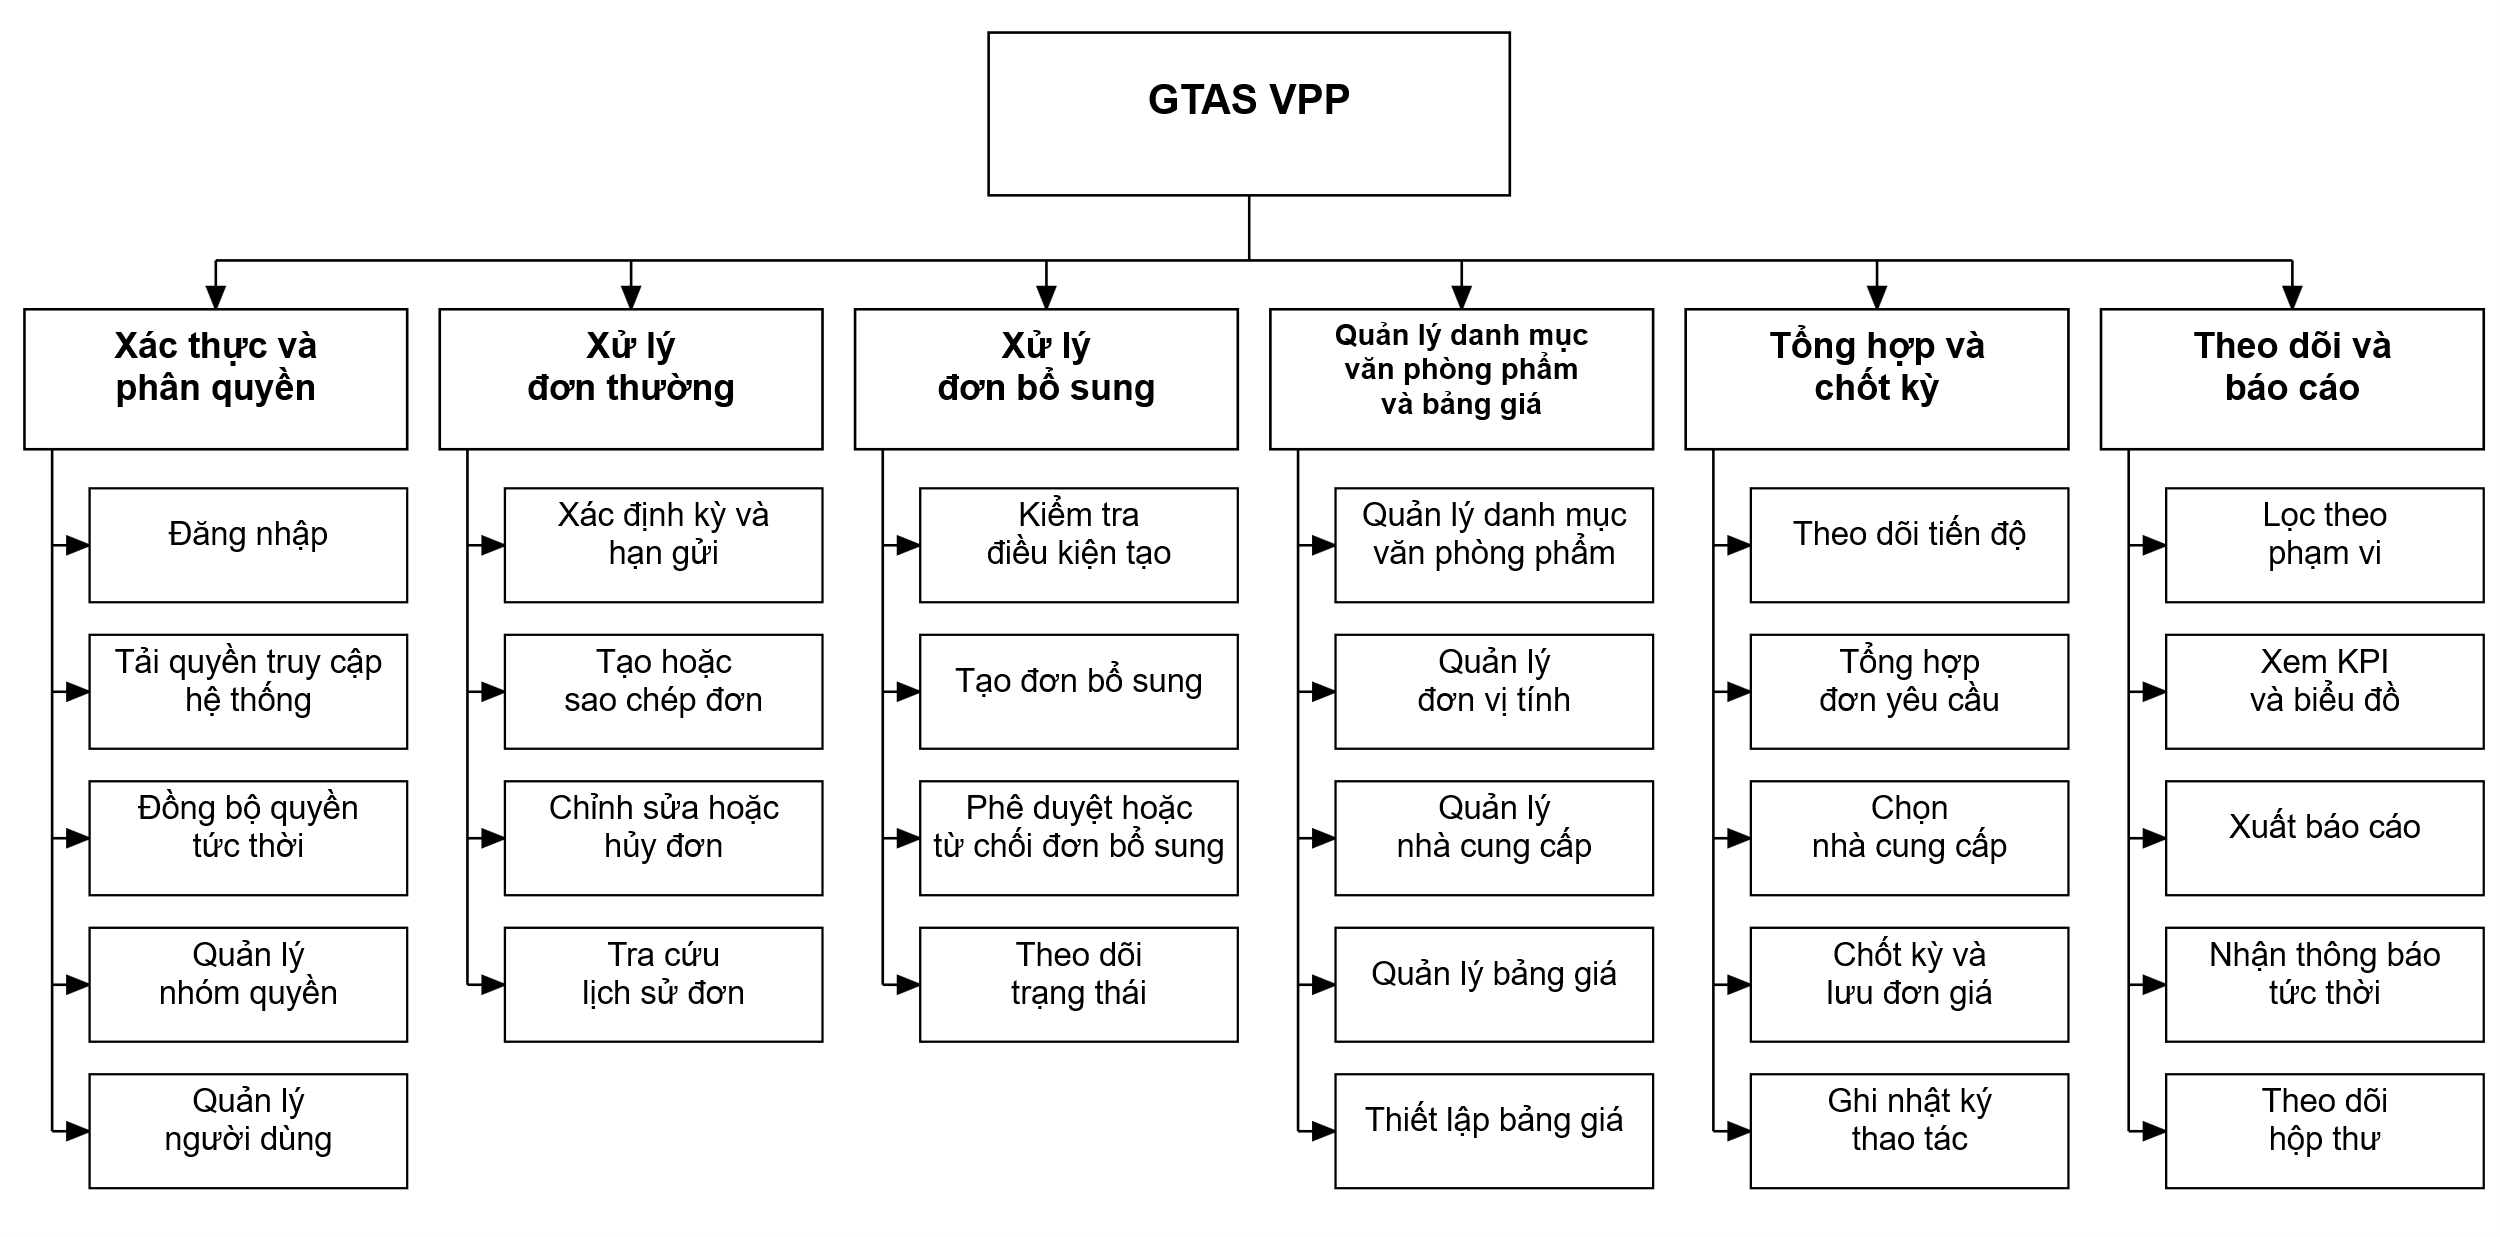 GTAS VPP
Xác thực và
phân quyền
Đăng nhập
Tải quyền truy cập
hệ thống
Đồng bộ quyền
tức thời
Quản lý
nhóm quyền
Quản lý
người dùng
Xử lý
đơn thường
Xác định kỳ và
hạn gửi
Tạo hoặc
sao chép đơn
Chỉnh sửa hoặc
hủy đơn
Tra cứu
lịch sử đơn
Xử lý
đơn bổ sung
Kiểm tra
điều kiện tạo
Tạo đơn bổ sung
Phê duyệt hoặc
từ chối đơn bổ sung
Theo dõi
trạng thái
Quản lý danh mục
văn phòng phẩm
và bảng giá
Quản lý danh mục
văn phòng phẩm
Quản lý
đơn vị tính
Quản lý
nhà cung cấp
Quản lý bảng giá
Thiết lập bảng giá
Tổng hợp và
chốt kỳ
Theo dõi tiến độ
Tổng hợp
đơn yêu cầu
Chọn
nhà cung cấp
Chốt kỳ và
lưu đơn giá
Ghi nhật ký
thao tác
Theo dõi và
báo cáo
Lọc theo
phạm vi
Xem KPI
và biểu đồ
Xuất báo cáo
Nhận thông báo
tức thời
Theo dõi
hộp thư